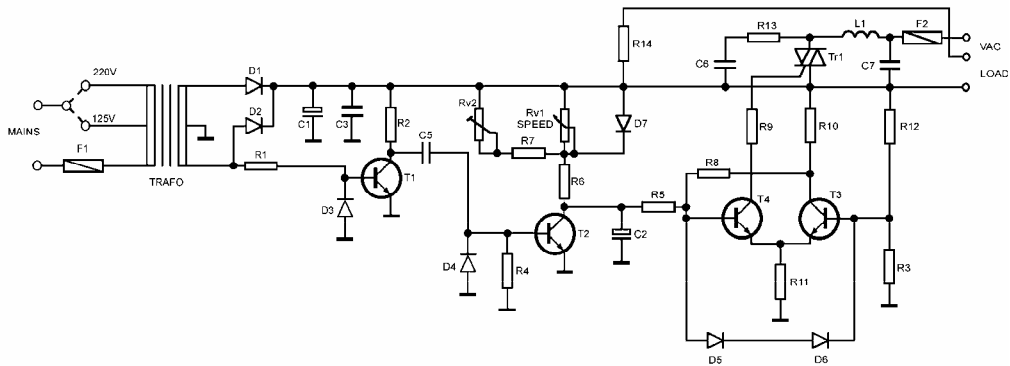 R13
L1
F2
R14
VAC
C6
Tr1
C7
220V
D1
LOAD
D2
Rv2
Rv1
SPEED
MAINS
125V
C1
C3
R2
C5
D7
R9
R10
R12
F1
R1
R7
TRAFO
T1
R6
R8
D3
R5
T4
T3
T2
C2
D4
R4
R11
R3
D5
D6